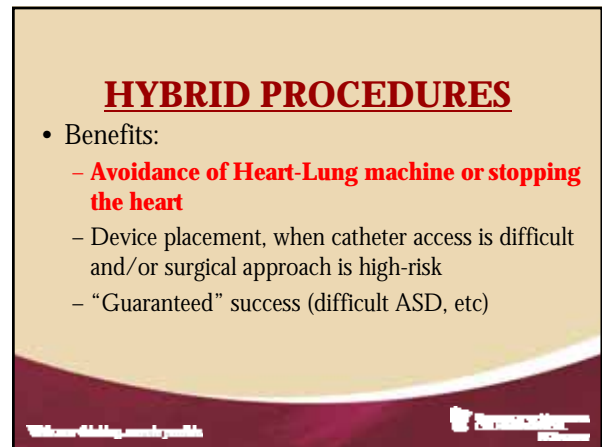 HYBRID PROCEDURES
• Benefits:
– Avoidance of Heart-Lung machine or stopping
the heart
– Device placement, when catheter access is difficult
and/or surgical approach is high-risk
– “Guaranteed” success (difficult ASD, etc)